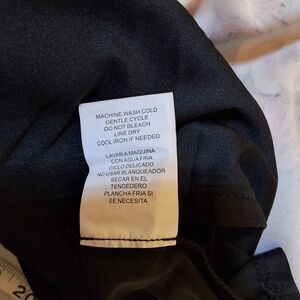 MACHINE WASH COLD
GENTLE CYCLE
DO NOT BLEACH
LINE DRY
COOL IRON IF NEEDED
LAVAR A MAQUINA
CON AGUA FRIA
CICLO DELICADO
NO USAR BLANQUEADOR
SECAR EN EL
TENDEDERO
PLANCHA FRIA SI
SE NECESITA
20